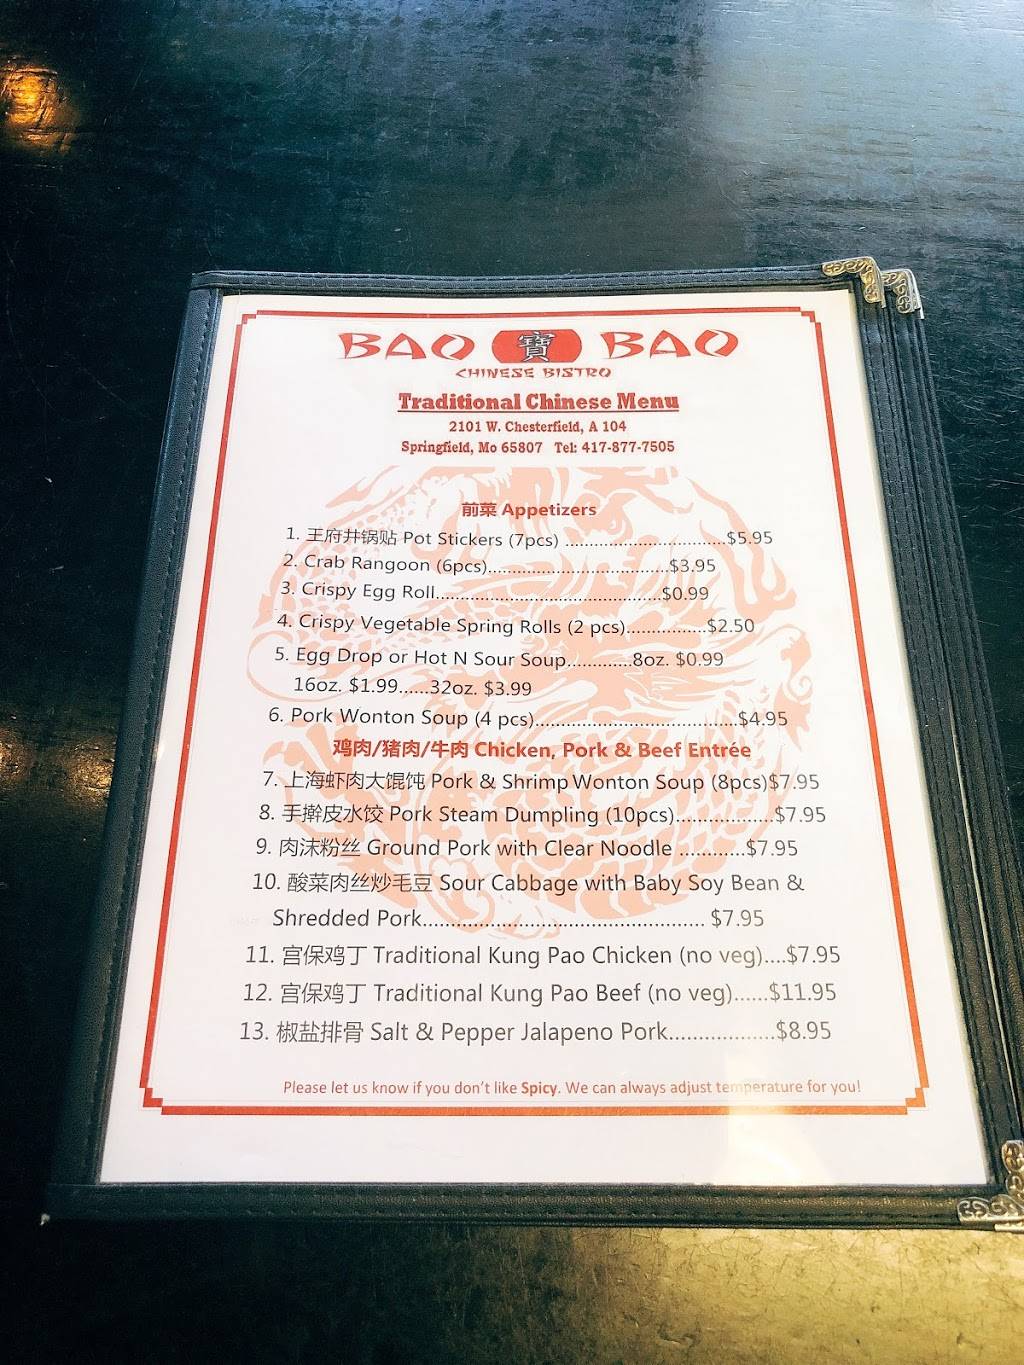 BAO 寶 BAO
CHINESE BISTRO
Traditional Chinese Menu
2101 W. Chesterfield, A 104
Springfield, Mo 65807 Tel: 417-877-7505
前菜 Appetizers
1. 王府井锅贴 Pot Stickers (7pcs) .................................$5.95
2. Crab Rangoon (6pcs).....................................$3.95
3. Crispy Egg Roll..............................................$0.99
4. Crispy Vegetable Spring Rolls (2 pcs)................$2.50
5. Egg Drop or Hot N Sour Soup.............8oz. $0.99
16oz. $1.99......32oz. $3.99
6. Pork Wonton Soup (4 pcs).......................................$4.95
鸡肉/猪肉/牛肉 Chicken, Pork & Beef Entrée
7. 上海虾肉大馄饨 Pork & Shrimp Wonton Soup (8pcs)$7.95
8. 手擀皮水饺 Pork Steam Dumpling (10pcs).................$7.95
9. 肉沫粉丝 Ground Pork with Clear Noodle ............$7.95
10. 酸菜肉丝炒毛豆 Sour Cabbage with Baby Soy Bean &
Shredded Pork............................................... $7.95
11. 宫保鸡丁 Traditional Kung Pao Chicken (no veg)....$7.95
12. 宫保鸡丁 Traditional Kung Pao Beef (no veg)......$11.95
13. 椒盐排骨 Salt & Pepper Jalapeno Pork..................$8.95
Please let us know if you don't like Spicy. We can always adjust temperature for you!